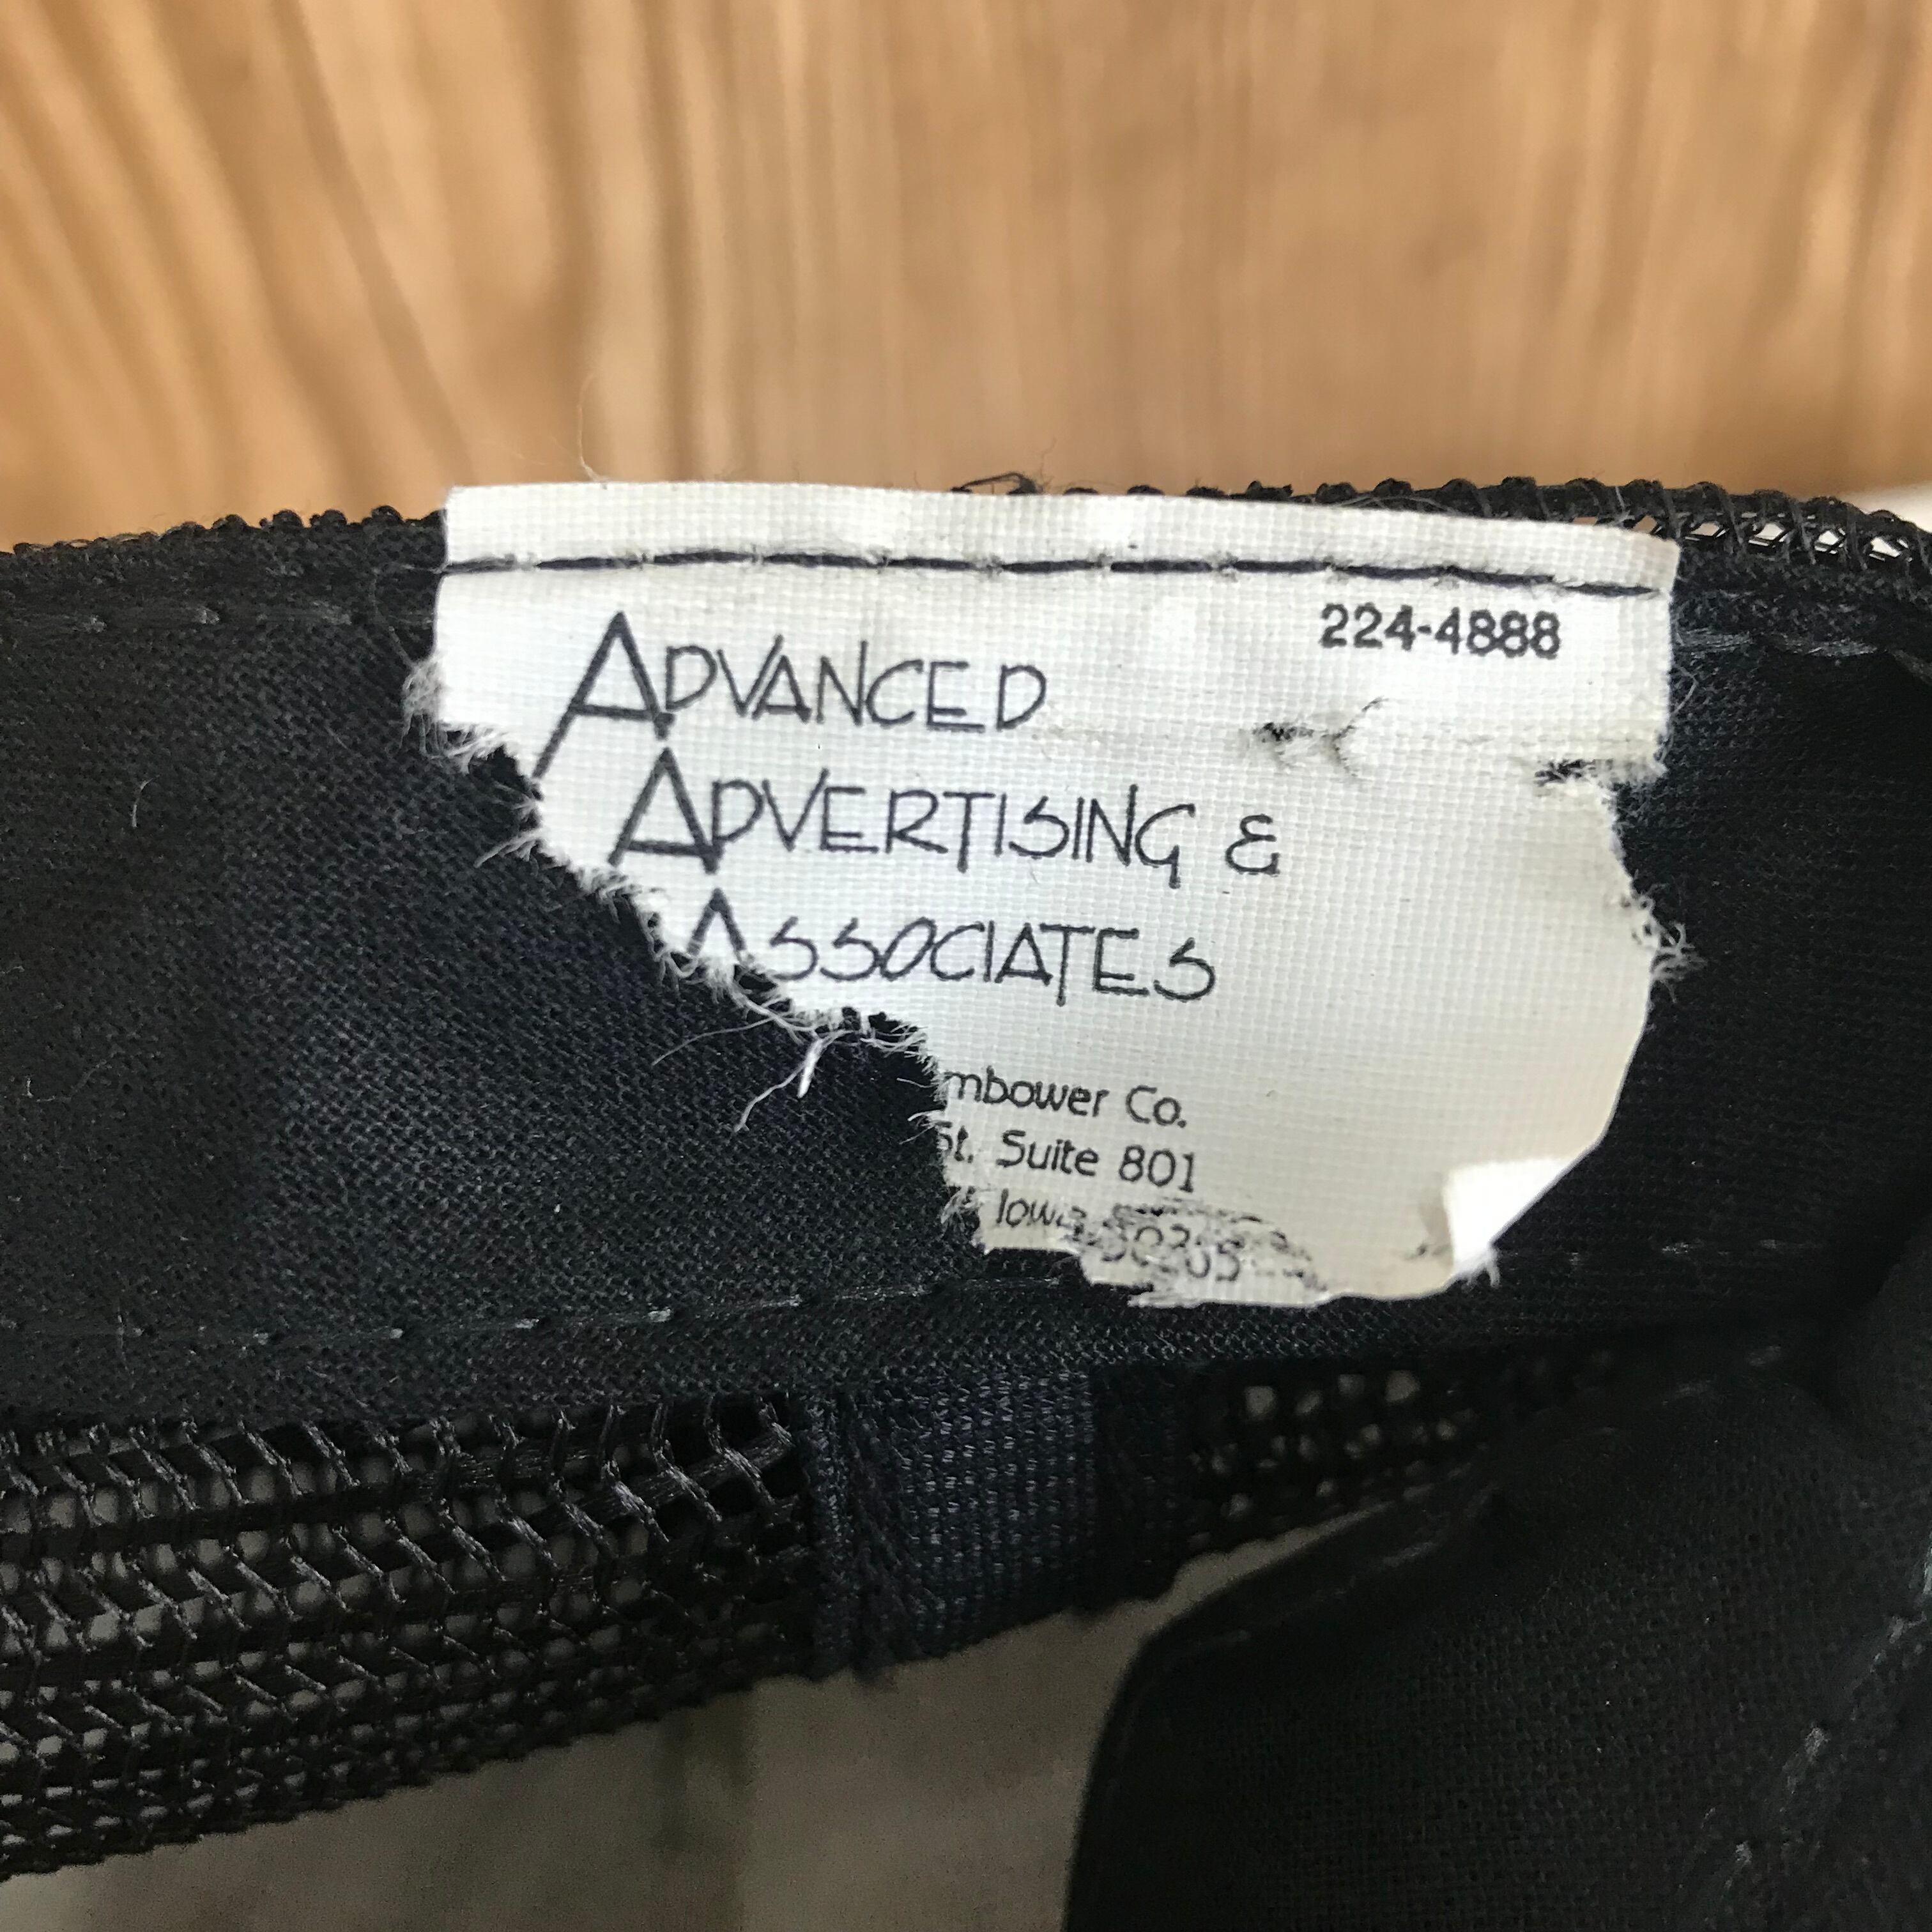 224-4888
ADVANCED
ADVERTISING &
ASSOCIATES
mbower Co.
St. Suite 801
Iowa